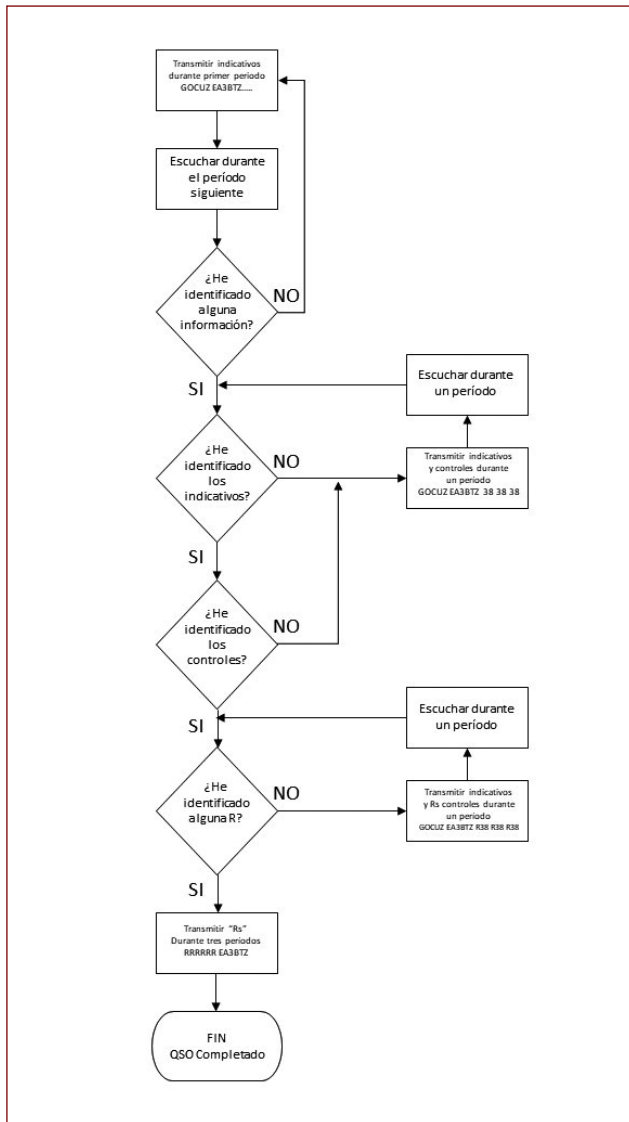 Transmitir indicativos
durante primer periodo
GOCUZ EA3BTZ.....
Escuchar durante
el período
siguiente
¿He
identificado
alguna
información?
NO
SI
Escuchar durante
un período
¿He
identificado
los
indicativos?
NO
Transmitir indicativos
y controles durante
un periodo
GOCUZ EA3BTZ 38 38 38
SI
¿He
identificado
los
controles?
NO
SI
Escuchar durante
un período
¿He
identificado
alguna R?
NO
Transmitir indicativos
y Rs controles durante
un periodo
GOCUZ EA3BTZ R38 R38 R38
SI
Transmitir "Rs"
Durante tres periodos
RRRRRR EA3BTZ
FIN
QSO Completado